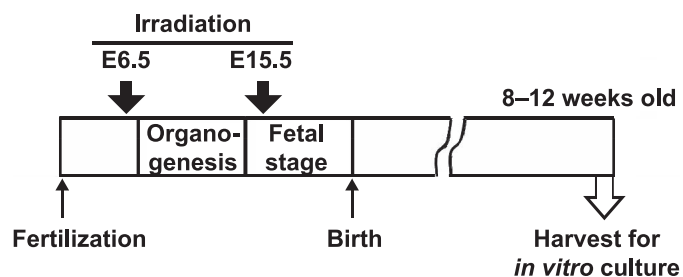 Irradiation
E6.5 E15.5
8–12 weeks old
Organo- Fetal
genesis stage
Fertilization Birth Harvest for
in vitro culture